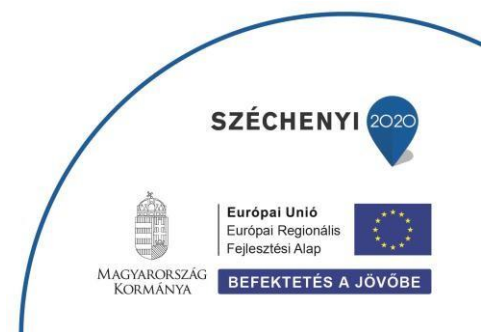 SZÉCHENYI 2020
Európai Unió
Európai Regionális
Fejlesztési Alap
MAGYARORSZÁG
KORMÁNYA
BEFEKTETÉS A JÖVŐBE